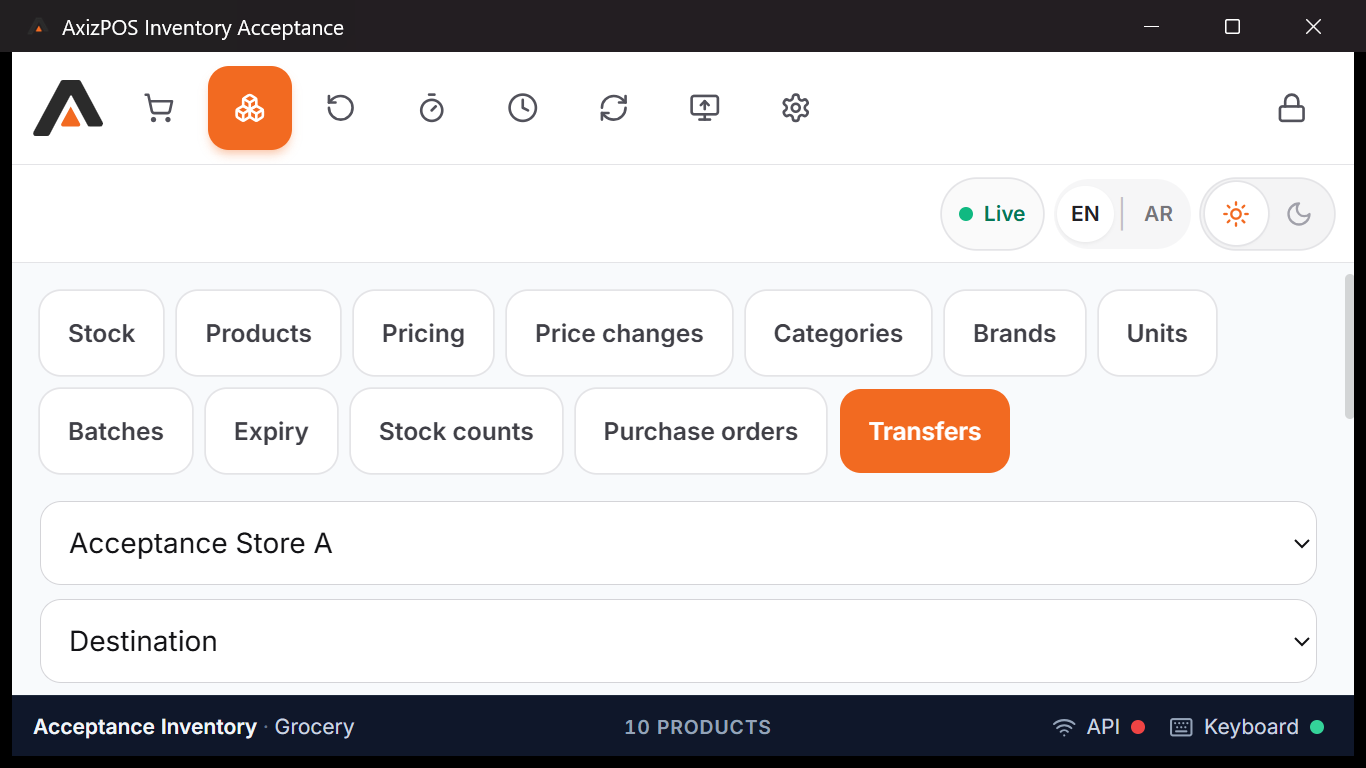 AxizPOS Inventory Acceptance
Live
EN | AR
Stock
Products
Pricing
Price changes
Categories
Brands
Units
Batches
Expiry
Stock counts
Purchase orders
Transfers
Acceptance Store A
Destination
Acceptance Inventory · Grocery
10 PRODUCTS
API
Keyboard